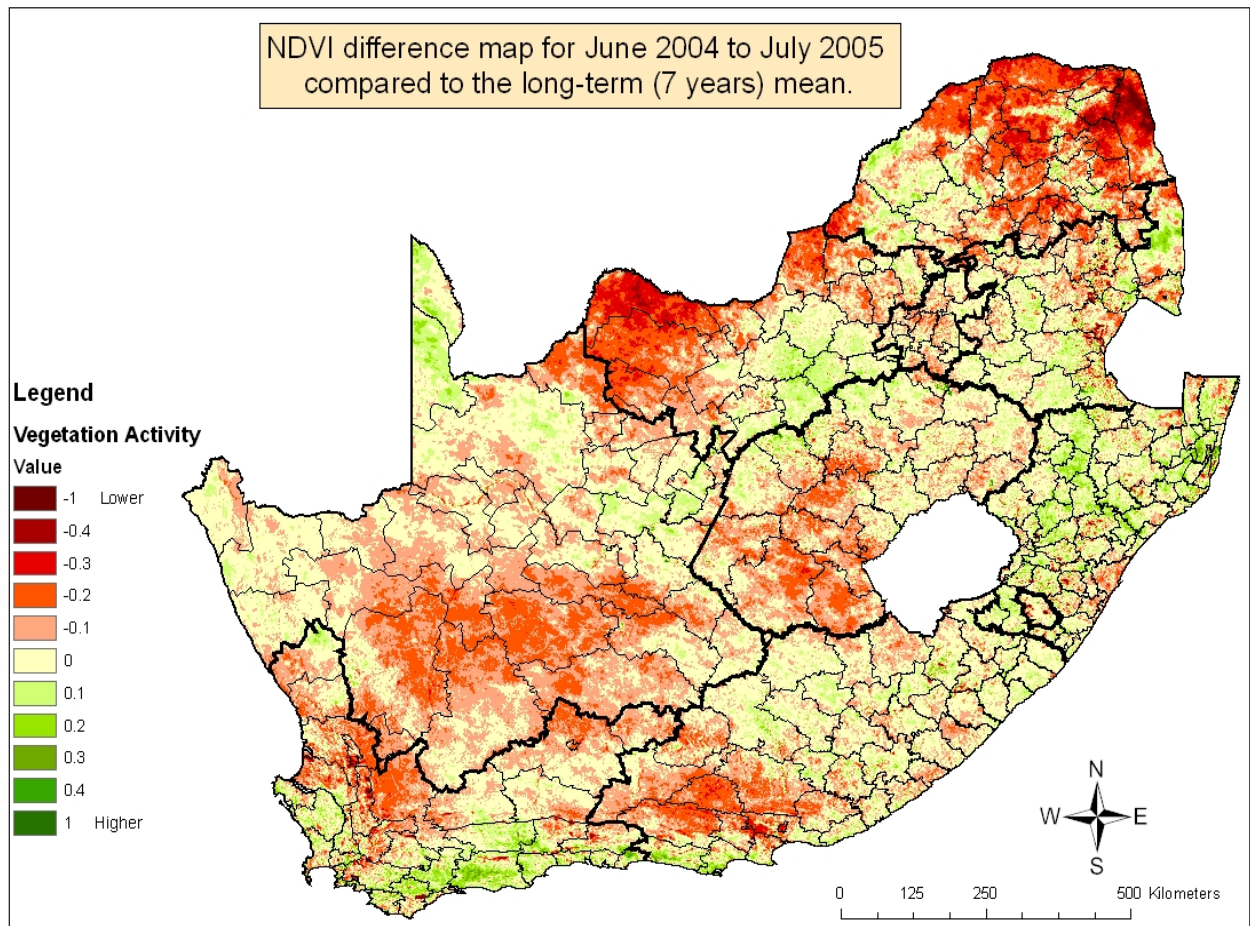 NDVI difference map for June 2004 to July 2005
compared to the long-term (7 years) mean.
Legend
Vegetation Activity
Value
-1 Lower
-0.4
-0.3
-0.2
-0.1
0
0.1
0.2
0.3
0.4
1 Higher
N
W E
S
0 125 250 500 Kilometers